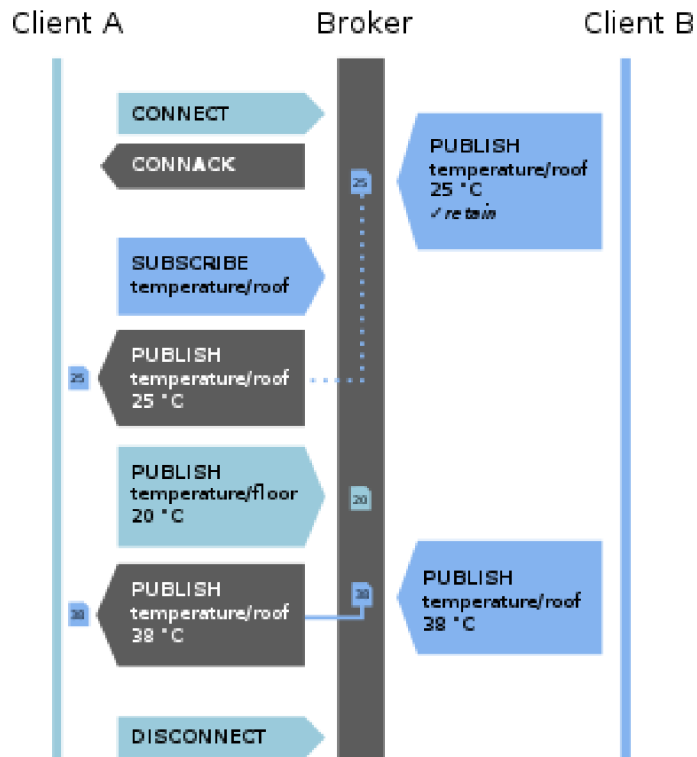 Client A
Broker
Client B
CONNECT
CONNACK
PUBLISH
temperature/roof
25 °C
✓retain
25
SUBSCRIBE
temperature/roof
PUBLISH
temperature/roof
25 °C
25
PUBLISH
temperature/floor
20 °C
20
PUBLISH
temperature/roof
38 °C
38
PUBLISH
temperature/roof
38 °C
38
DISCONNECT